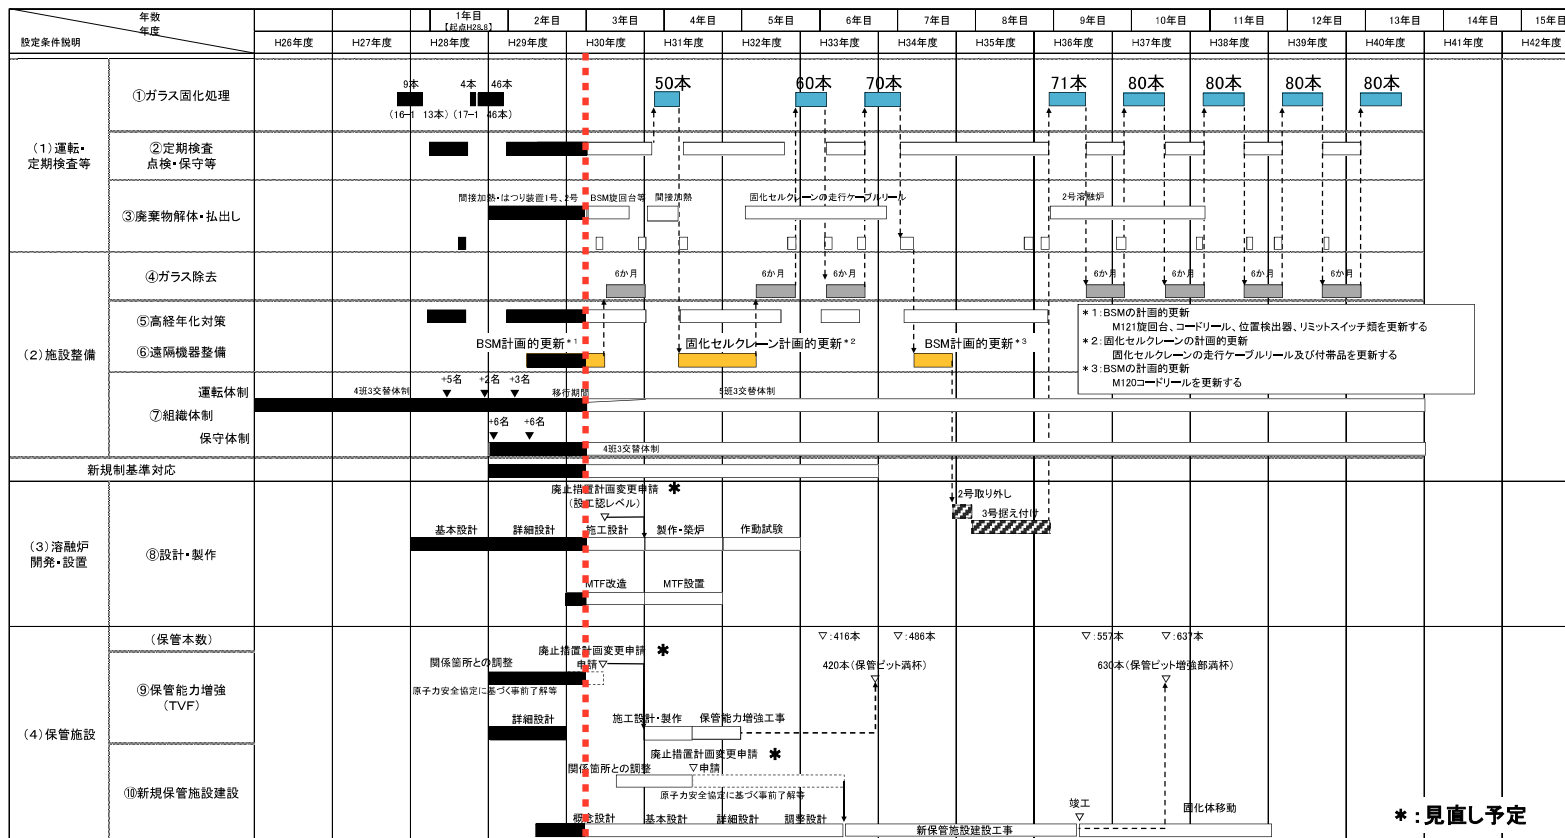 年数
年度
設定条件説明
1年目
【起点H28.8】
2年目
3年目
4年目
5年目
6年目
7年目
8年目
9年目
10年目
11年目
12年目
13年目
14年目
15年目
H26年度
H27年度
H28年度
H29年度
H30年度
H31年度
H32年度
H33年度
H34年度
H35年度
H36年度
H37年度
H38年度
H39年度
H40年度
H41年度
H42年度
(1)運転・
定期検査等
①ガラス固化処理
9本
4本
46本
(16-1 13本)
(17-1 46本)
50本
60本
70本
71本
80本
80本
80本
80本
②定期検査
点検・保守等
③廃棄物解体・払出し
間接加熱・はつり装置1号、2号
BSM旋回台等
間接加熱
固化セルクレーンの走行ケーブルリール
2号溶融炉
(2)施設整備
④ガラス除去
6か月
6か月
6か月
6か月
6か月
6か月
6か月
⑤高経年化対策
⑥遠隔機器整備
BSM計画的更新*1
固化セルクレーン計画的更新*2
BSM計画的更新*3
*1:BSMの計画的更新
M121旋回台、コードリール、位置検出器、リミットスイッチ類を更新する
*2:固化セルクレーンの計画的更新
固化セルクレーンの走行ケーブルリール及び付帯品を更新する
*3:BSMの計画的更新
M120コードリールを更新する
⑦組織体制
運転体制
4班3交替体制
+5名
+2名
+3名
移行期間
5班3交替体制
保守体制
+6名
+6名
4班3交替体制
新規制基準対応
(3)溶融炉
開発・設置
⑧設計・製作
廃止措置計画変更申請 *
(設工認レベル)
2号取り外し
3号据え付け
基本設計
詳細設計
施工設計
製作・築炉
作動試験
MTF改造
MTF設置
(4)保管施設
(保管本数)
▽:416本
▽:486本
▽:557本
▽:637本
⑨保管能力増強
(TVF)
廃止措置計画変更申請 *
関係箇所との調整
申請▽
原子力安全協定に基づく事前了解等
420本(保管ピット満杯)
630本(保管ピット増強部満杯)
詳細設計
施工設計・製作
保管能力増強工事
⑩新規保管施設建設
廃止措置計画変更申請 *
関係箇所との調整
▽申請
原子力安全協定に基づく事前了解等
概念設計
基本設計
詳細設計
調整設計
新保管施設建設工事
竣工
固化体移動
*:見直し予定